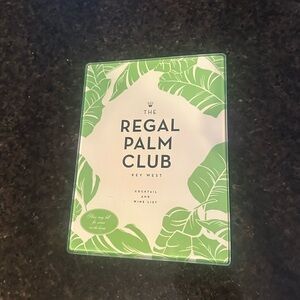 THE
REGAL
PALM
CLUB
KEY WEST
COCKTAIL
AND
WINE LIST